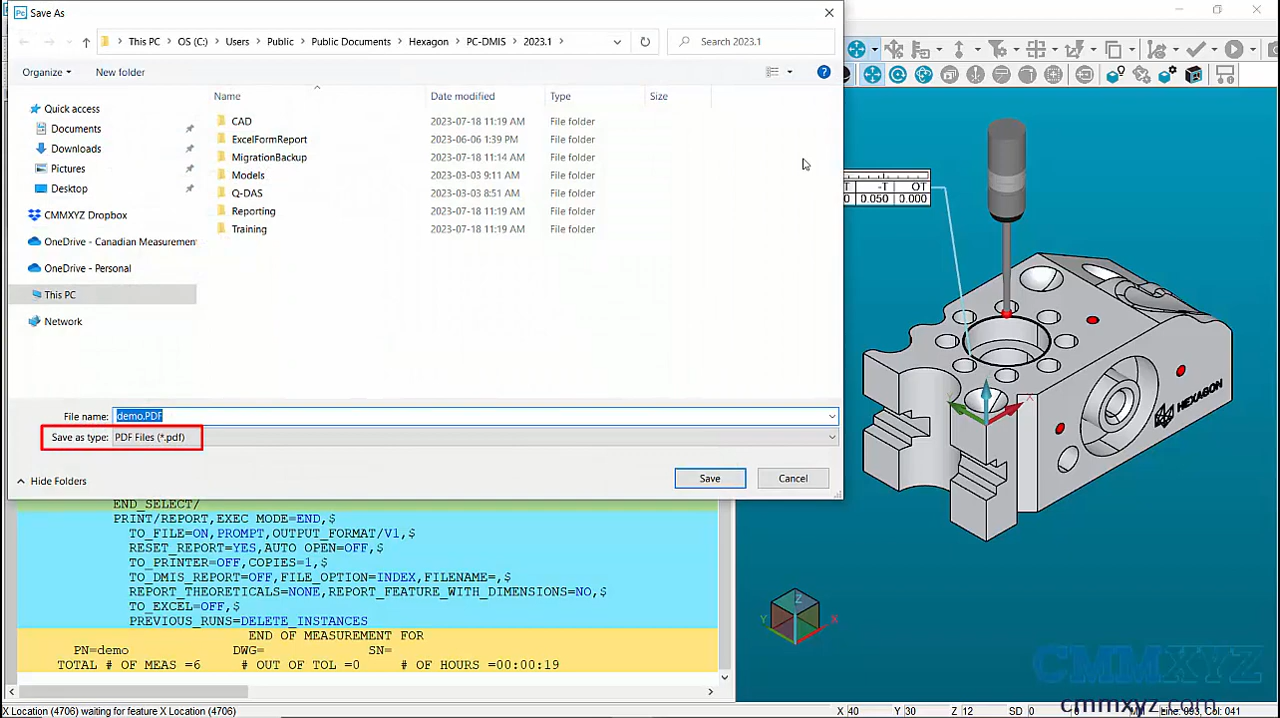 Save As
This PC > OS (C:) > Users > Public > Public Documents > Hexagon > PC-DMIS > 2023.1 >
Search 2023.1
Organize
New folder
Name
Date modified
Type
Size
Quick access
Documents
Downloads
Pictures
Desktop
CMMXYZ Dropbox
OneDrive - Canadian Measuremen
OneDrive - Personal
This PC
Network
CAD 2023-07-18 11:19 AM File folder
ExcelFormReport 2023-06-06 1:39 PM File folder
MigrationBackup 2023-07-18 11:14 AM File folder
Models 2023-03-03 9:11 AM File folder
Q-DAS 2023-03-03 8:51 AM File folder
Reporting 2023-07-18 11:19 AM File folder
Training 2023-07-18 11:19 AM File folder
File name: demo.PDF
Save as type: PDF Files (*.pdf)
Hide Folders
Save
Cancel
T -T OT
0 0.050 0.000
HEXAGON
Y X
Z
Y X
END_SELECT/
PRINT/REPORT,EXEC MODE=END,$
TO_FILE=ON,PROMPT,OUTPUT_FORMAT/V1,$
RESET_REPORT=YES,AUTO OPEN=OFF,$
TO_PRINTER=OFF,COPIES=1,$
TO_DMIS_REPORT=OFF,FILE_OPTION=INDEX,FILENAME=,$
REPORT_THEORETICALS=NONE,REPORT_FEATURE_WITH_DIMENSIONS=NO,$
TO_EXCEL=OFF,$
PREVIOUS_RUNS=DELETE_INSTANCES
END OF MEASUREMENT FOR
PN=demo DWG= SN=
TOTAL # OF MEAS =6 # OUT OF TOL =0 # OF HOURS =00:00:19
CMMXYZ
cmmxyz.com
X Location (4706) waiting for feature X Location (4706)
X 40 Y 30 Z 12 SD 0
Line: 093, Col: 041